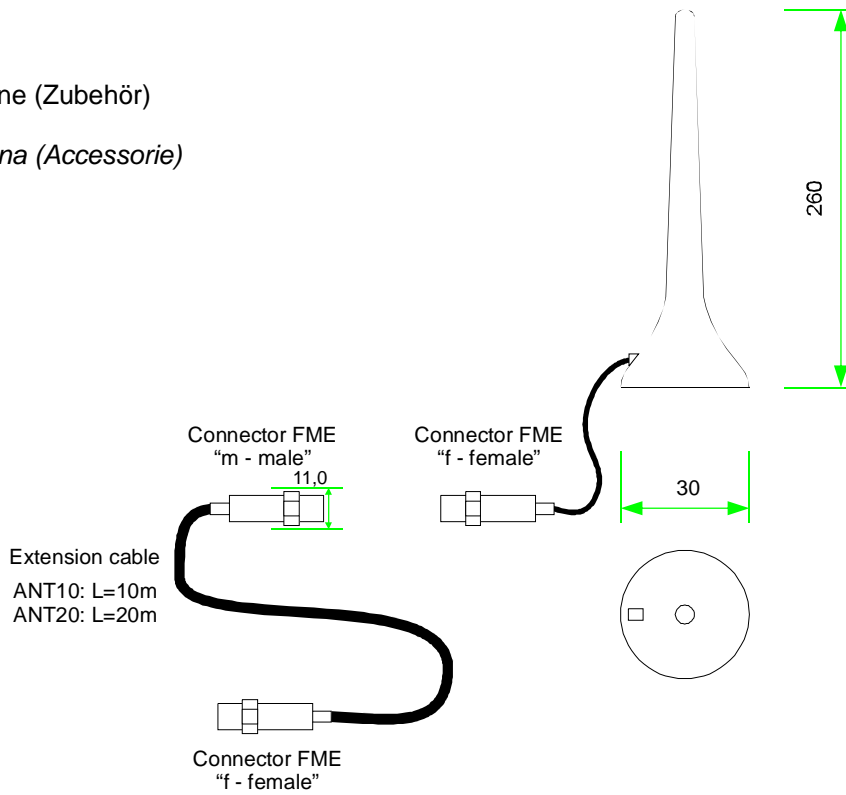 ne (Zubehör)
na (Accessorie)
260
Connector FME
“m - male”
11,0
Connector FME
“f - female”
30
Extension cable
ANT10: L=10m
ANT20: L=20m
Connector FME
“f - female”